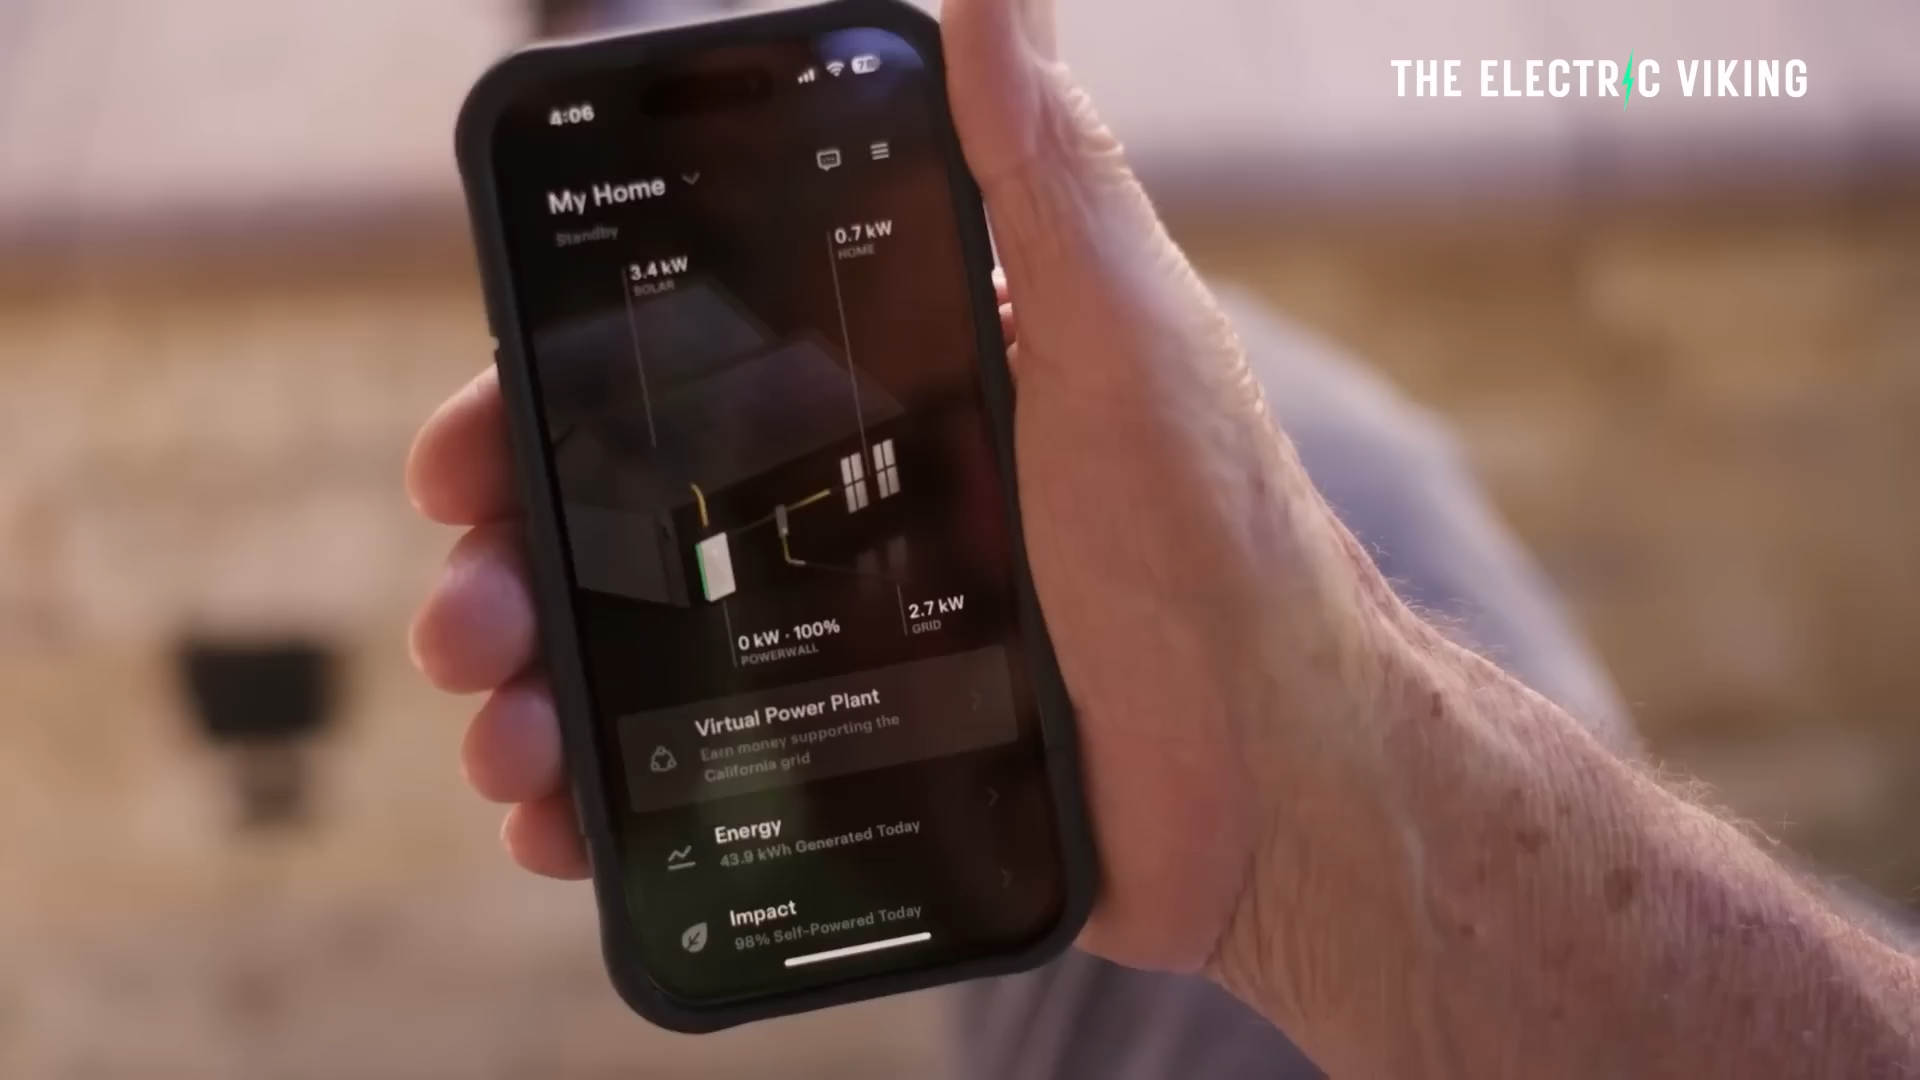 THE ELECTRIC VIKING
4:06
78
My Home
Standby
0.7 kW
HOME
3.4 kW
SOLAR
0 kW · 100%
POWERWALL
2.7 kW
GRID
Virtual Power Plant
Earn money supporting the
California grid
Energy
43.9 kWh Generated Today
Impact
98% Self-Powered Today